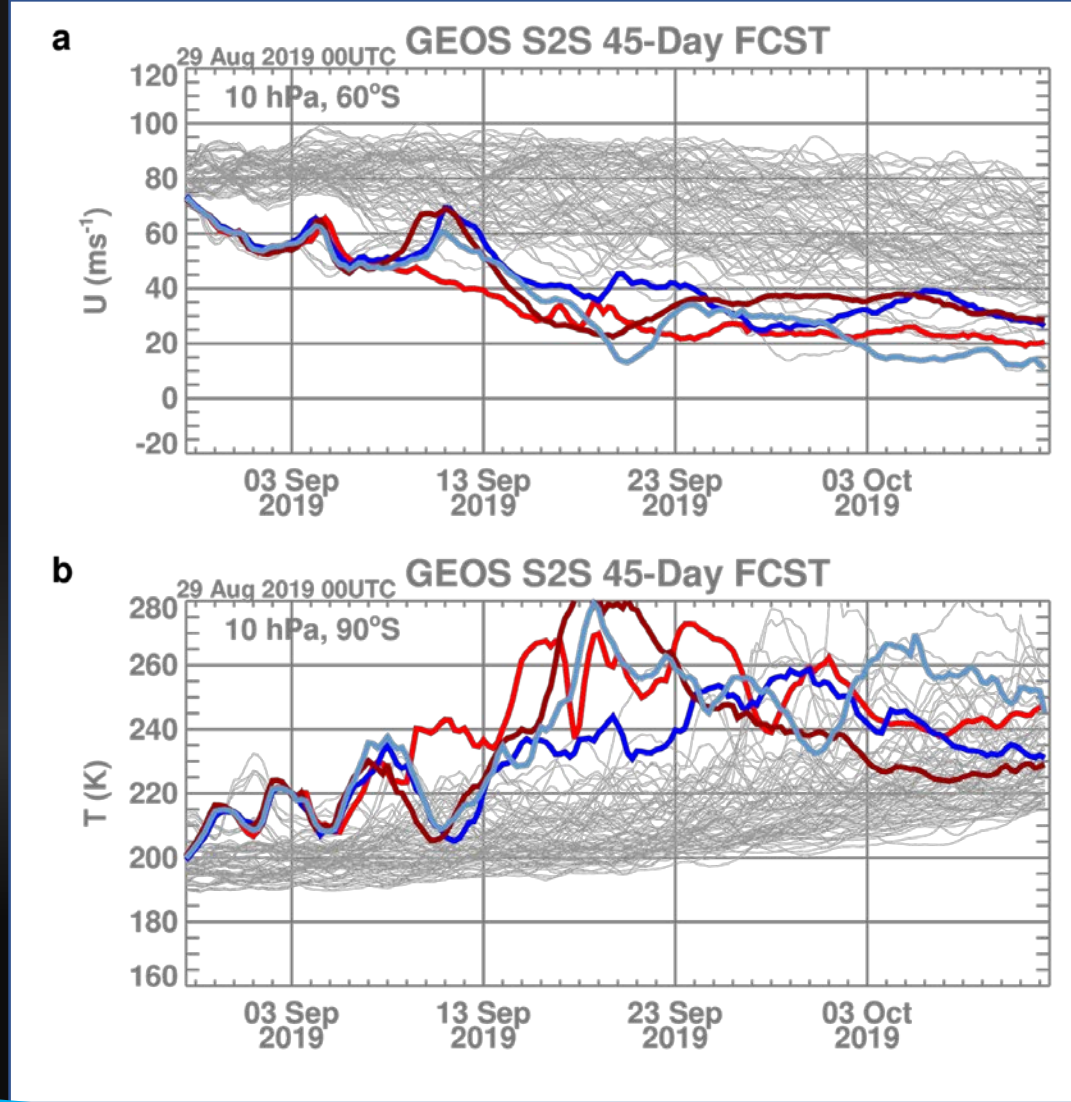 a
GEOS S2S 45-Day FCST
29 Aug 2019 00UTC
10 hPa, 60°S
120
100
80
60
40
20
0
-20
U (ms⁻¹)
03 Sep 2019
13 Sep 2019
23 Sep 2019
03 Oct 2019
b
GEOS S2S 45-Day FCST
29 Aug 2019 00UTC
10 hPa, 90°S
280
260
240
220
200
180
160
T (K)
03 Sep 2019
13 Sep 2019
23 Sep 2019
03 Oct 2019